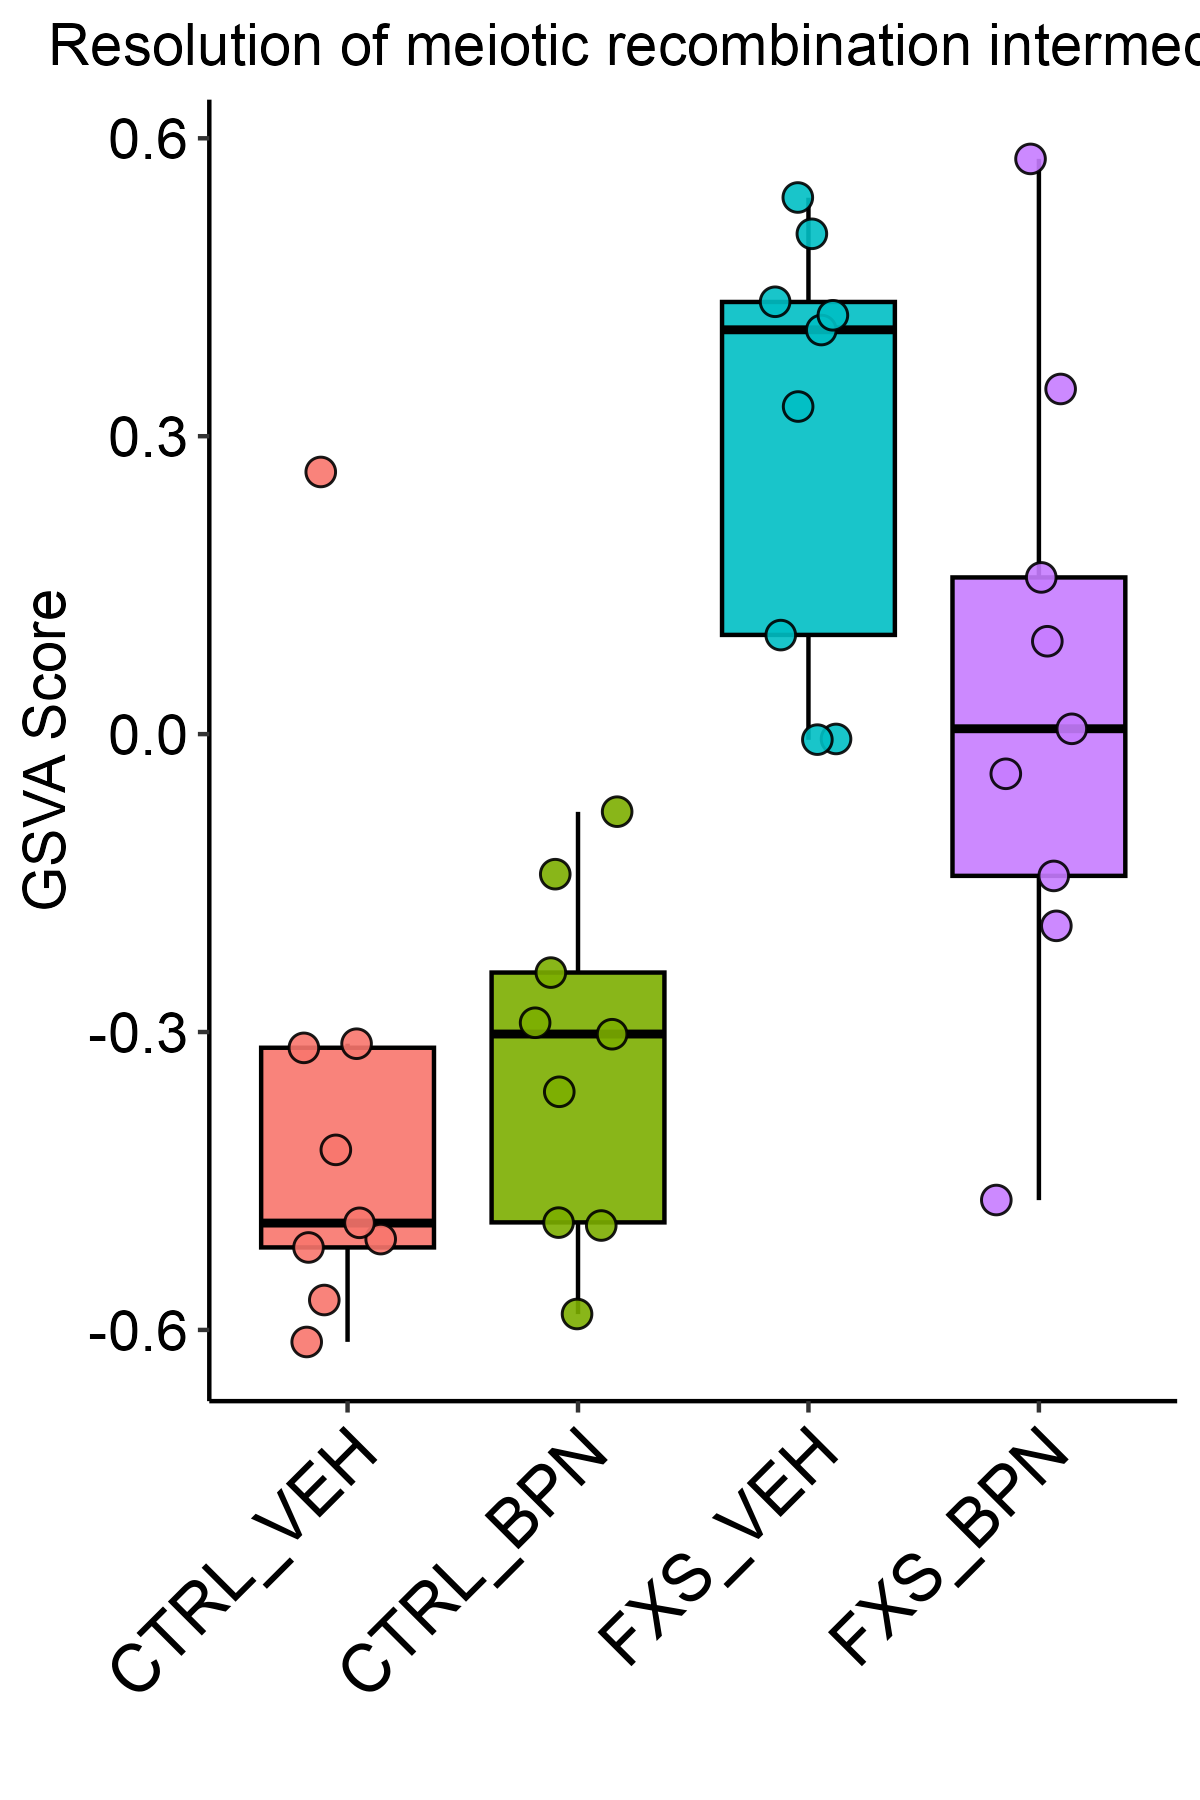 Resolution of meiotic recombination intermed
0.6
0.3
0.0
-0.3
-0.6
GSVA Score
CTRL_VEH
CTRL_BPN
FXS_VEH
FXS_BPN